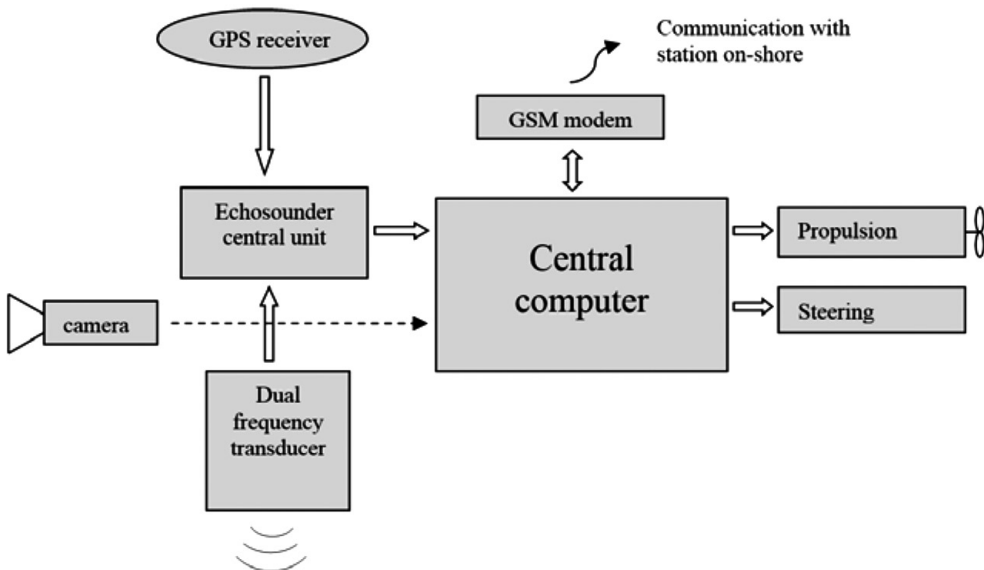 GPS receiver
Communication with
station on-shore
GSM modem
Echosounder
central unit
Central
computer
Propulsion
Steering
camera
Dual
frequency
transducer